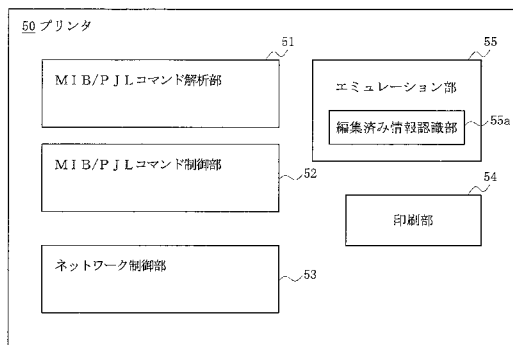 50 プリンタ
51
MIB/PJLコマンド解析部
52
MIB/PJLコマンド制御部
53
ネットワーク制御部
55
エミュレーション部
55a
編集済み情報認識部
54
印刷部